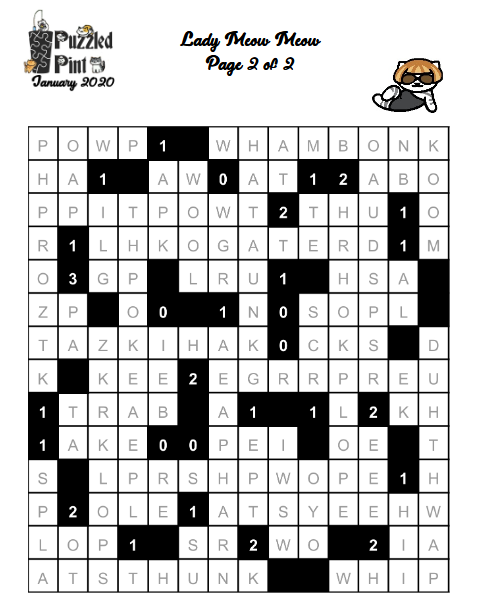 Puzzled
Pint
January 2020
Lady Meow Meow
Page 2 of 2
P O W P 1 W H A M B O N K
H A 1 A W 0 A T 1 2 A B O
P P I T P O W T 2 T H U 1 O
R 1 L H K O G A T E R D 1 M
O 3 G P L R U 1 H S A
Z P O 0 1 N 0 S O P L
T A Z K I H A K 0 C K S D
K K E E 2 E G R R P R E U
1 T R A B A 1 1 L 2 K H
1 A K E 0 0 P E I O E T
S L P R S H P W O P E 1 H
P 2 O L E 1 A T S Y E E H W
L O P 1 S R 2 W O 2 I A
A T S T H U N K W H I P